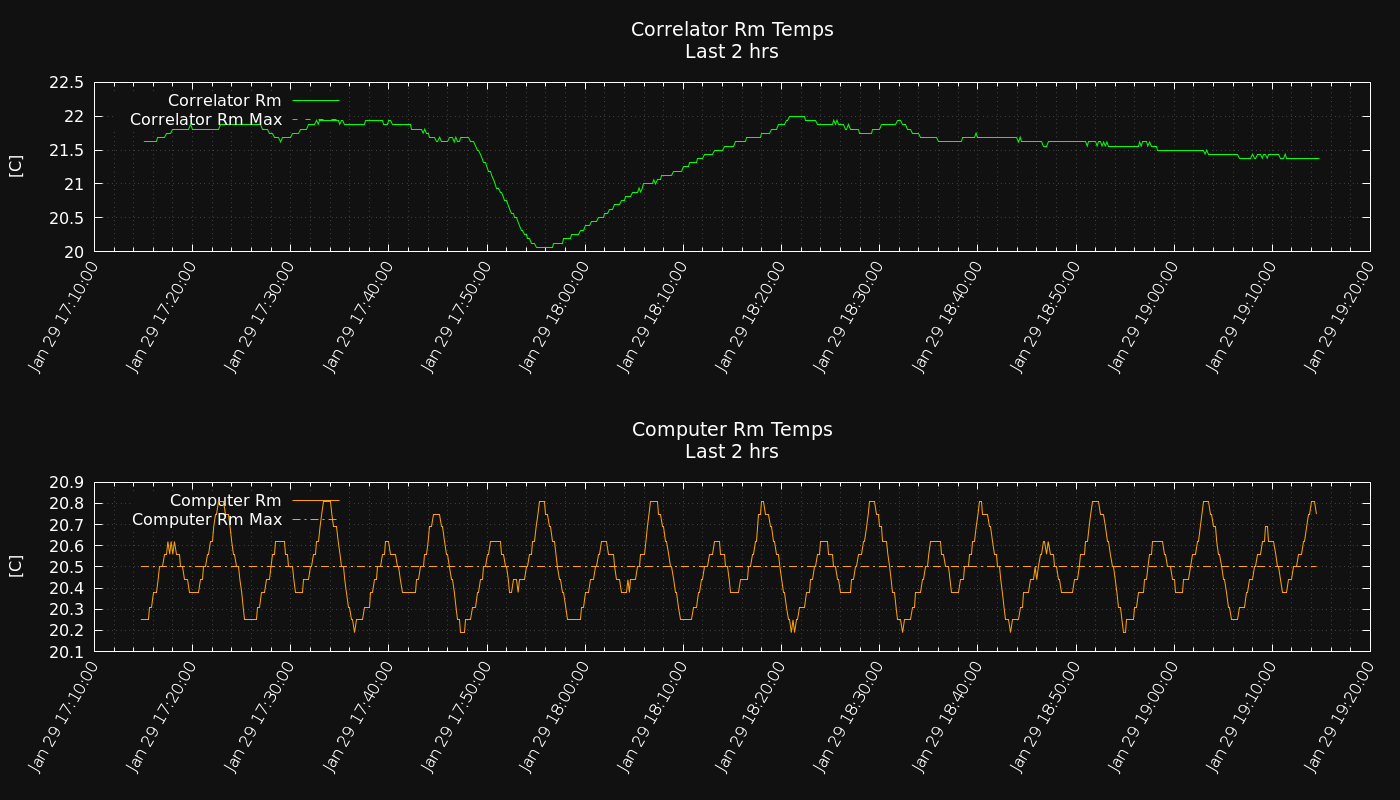 Correlator Rm Temps
Last 2 hrs
22.5
22
21.5
21
20.5
20
[C]
Correlator Rm
Correlator Rm Max
Jan 29 17:10:00
Jan 29 17:20:00
Jan 29 17:30:00
Jan 29 17:40:00
Jan 29 17:50:00
Jan 29 18:00:00
Jan 29 18:10:00
Jan 29 18:20:00
Jan 29 18:30:00
Jan 29 18:40:00
Jan 29 18:50:00
Jan 29 19:00:00
Jan 29 19:10:00
Jan 29 19:20:00
Computer Rm Temps
Last 2 hrs
20.9
20.8
20.7
20.6
20.5
20.4
20.3
20.2
20.1
[C]
Computer Rm
Computer Rm Max
Jan 29 17:10:00
Jan 29 17:20:00
Jan 29 17:30:00
Jan 29 17:40:00
Jan 29 17:50:00
Jan 29 18:00:00
Jan 29 18:10:00
Jan 29 18:20:00
Jan 29 18:30:00
Jan 29 18:40:00
Jan 29 18:50:00
Jan 29 19:00:00
Jan 29 19:10:00
Jan 29 19:20:00